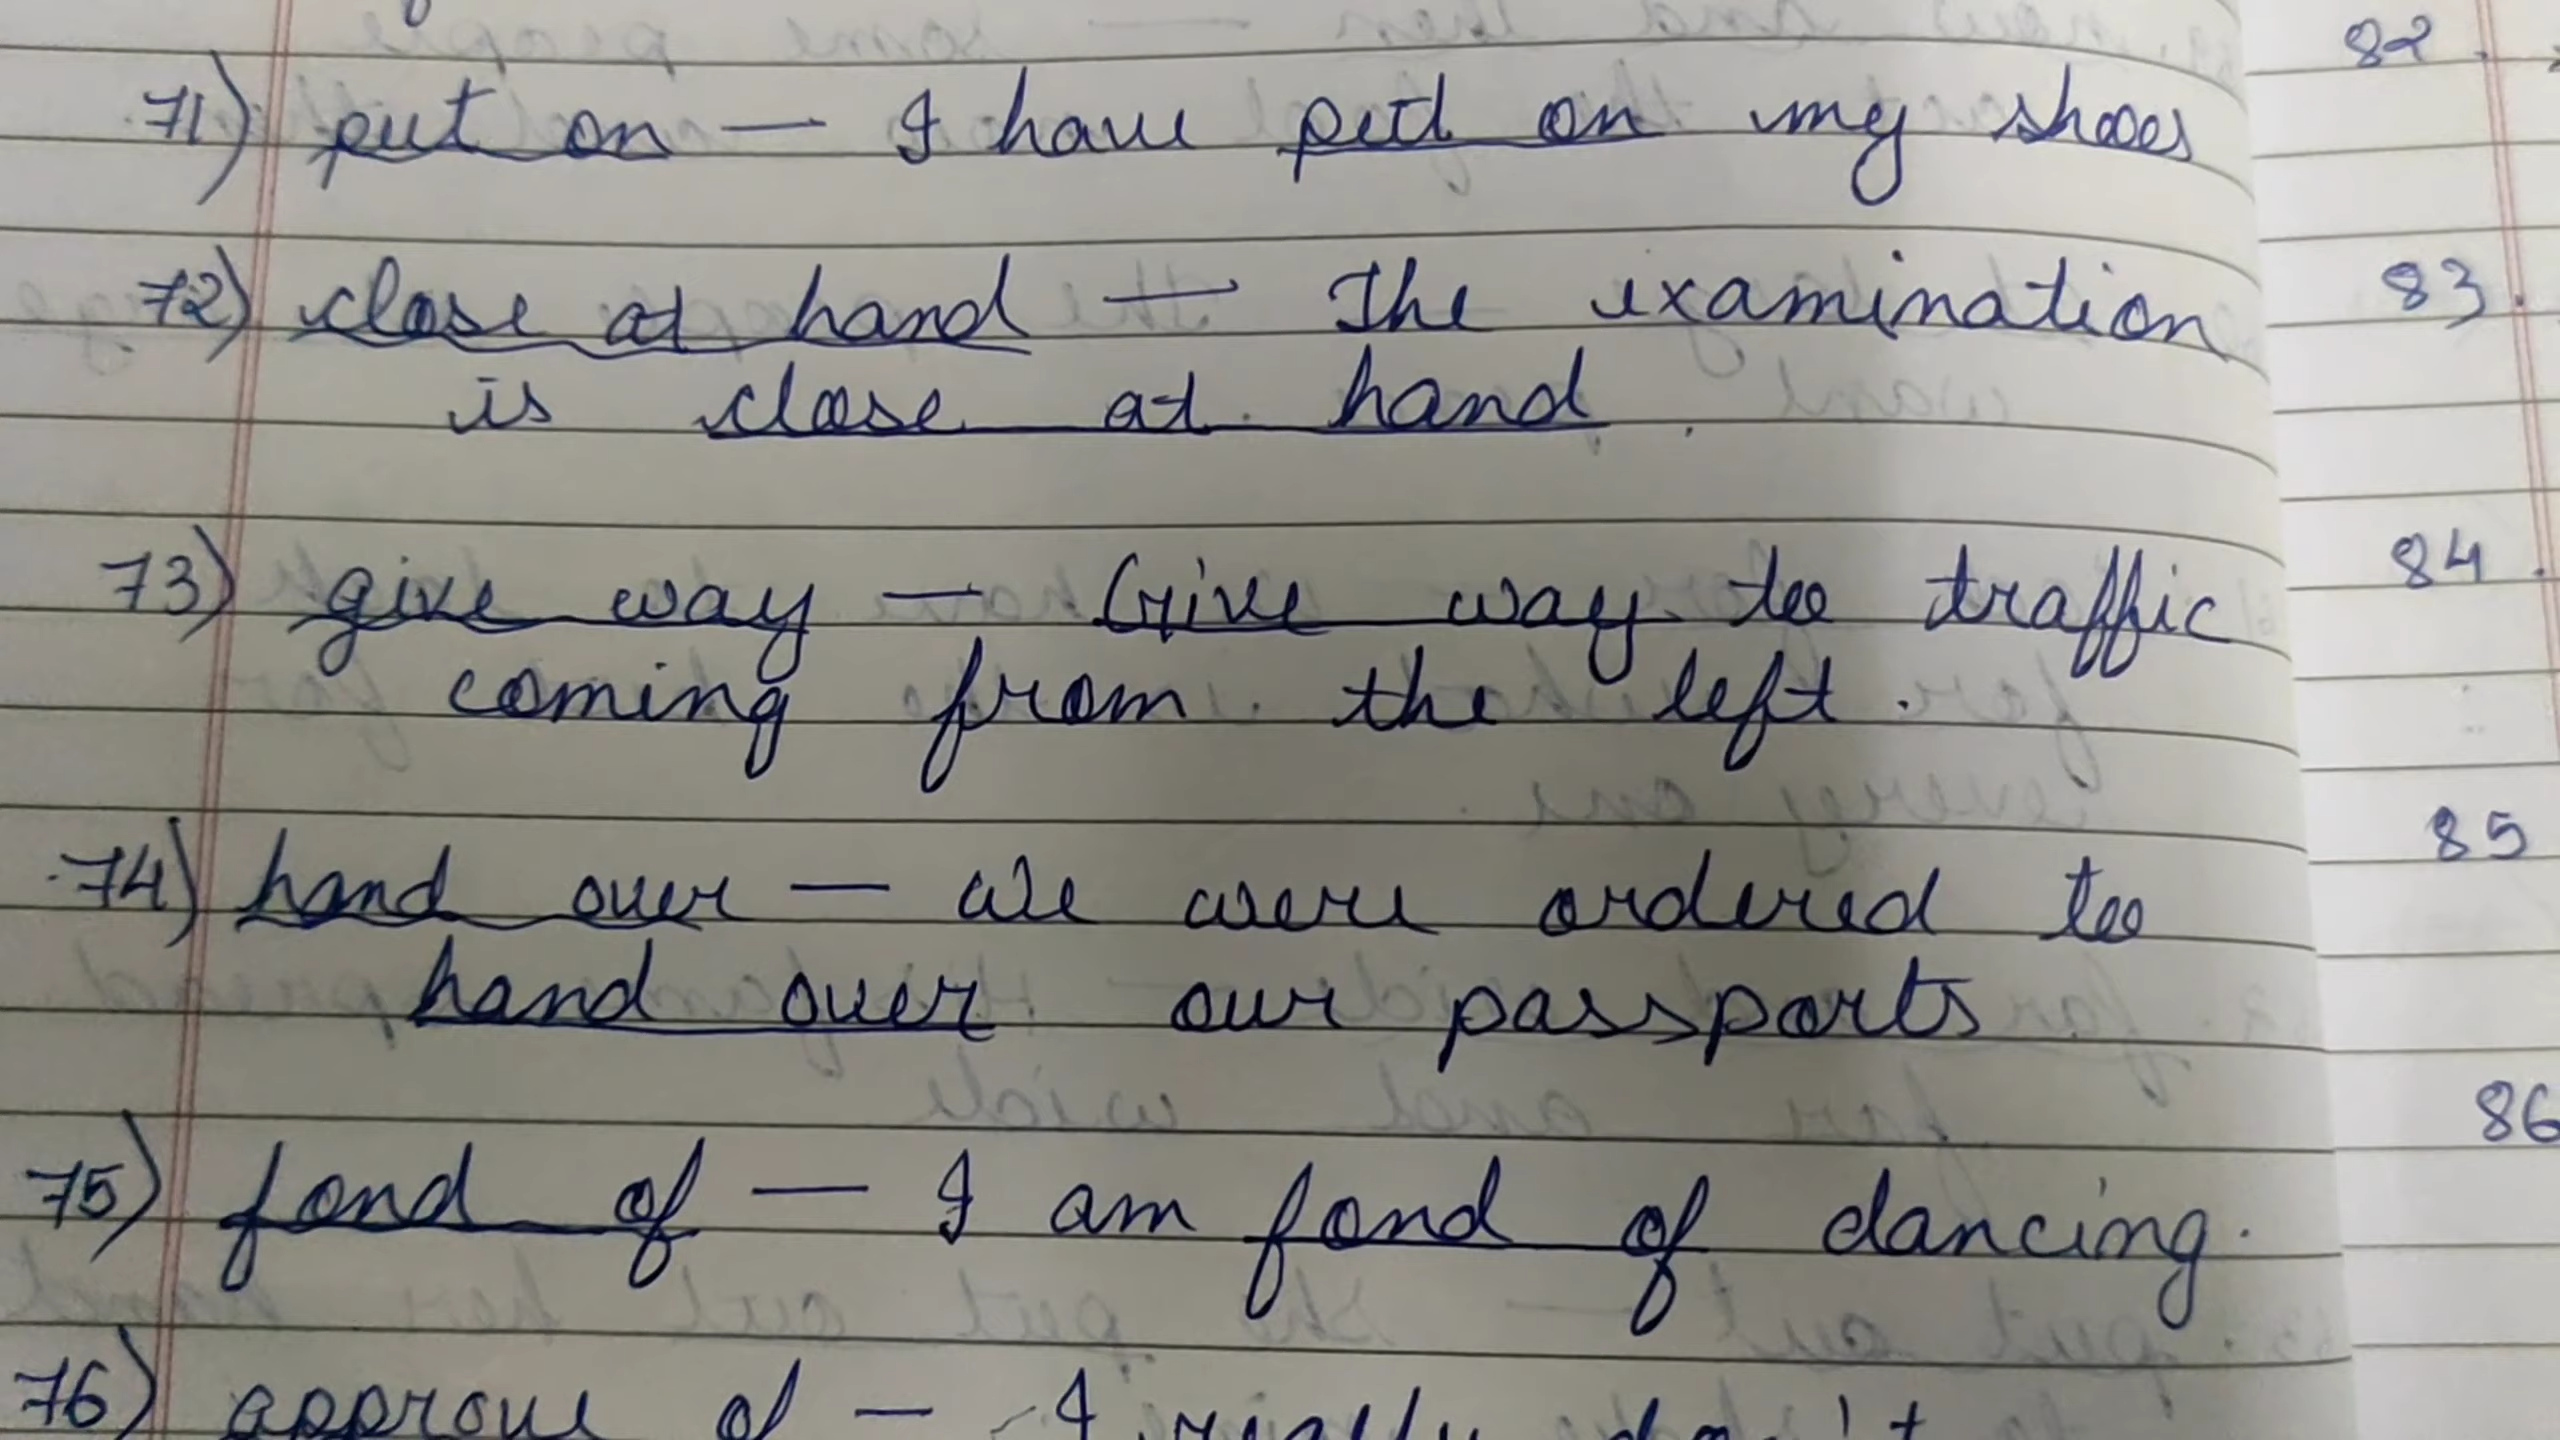 71) put on — I have put on my shoes
72) close at hand — The examination
is close at hand.
73) give way — Give way to traffic
coming from the left.
74) hand over — We were ordered to
hand over our passports
75) fond of — I am fond of dancing.
76) approve of — I really don't
82.
83.
84.
85
86